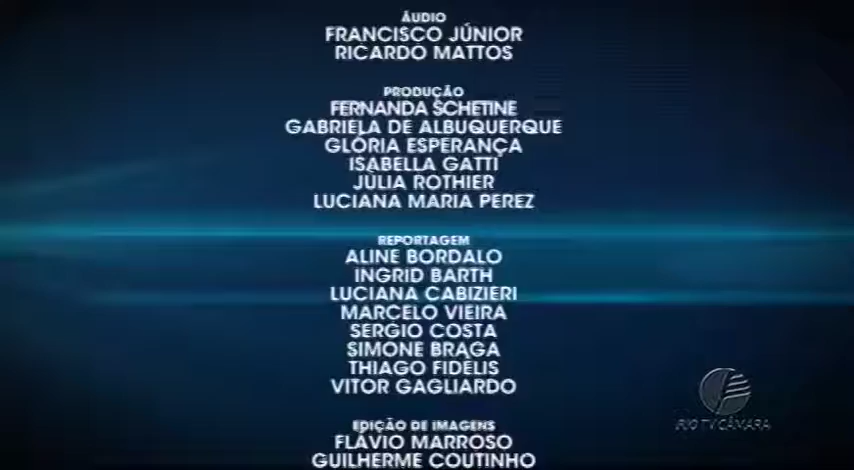 ÁUDIO
FRANCISCO JÚNIOR
RICARDO MATTOS
PRODUÇÃO
FERNANDA SCHETINE
GABRIELA DE ALBUQUERQUE
GLÓRIA ESPERANÇA
ISABELLA GATTI
JÚLIA ROTHIER
LUCIANA MARIA PEREZ
REPORTAGEM
ALINE BORDALO
INGRID BARTH
LUCIANA CABIZIERI
MARCELO VIEIRA
SERGIO COSTA
SIMONE BRAGA
THIAGO FIDÉLIS
VITOR GAGLIARDO
EDIÇÃO DE IMAGENS
FLÁVIO MARROSO
GUILHERME COUTINHO
RIO TV CÂMARA